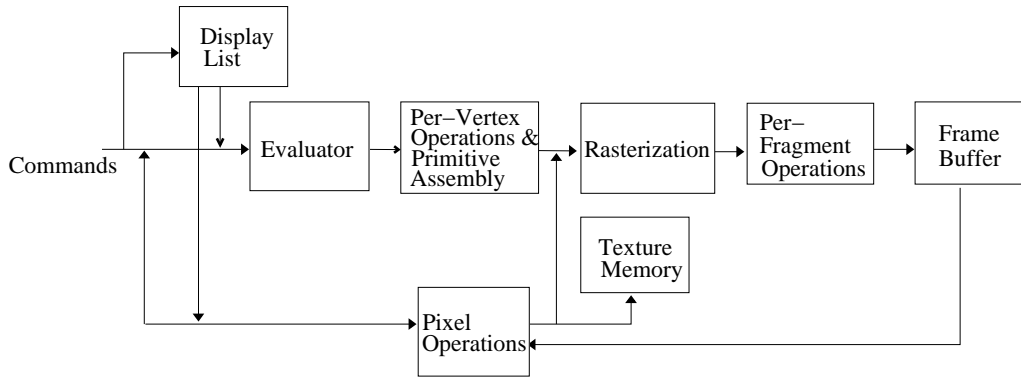 Display
List
Commands
Evaluator
Per−Vertex
Operations &
Primitive
Assembly
Rasterization
Per−
Fragment
Operations
Frame
Buffer
Texture
Memory
Pixel
Operations